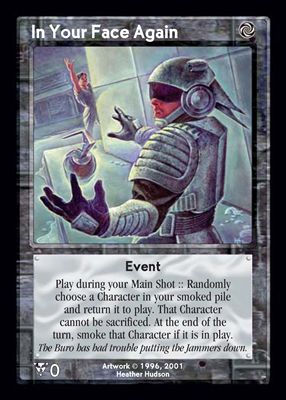 In Your Face Again
Event
Play during your Main Shot :: Randomly
choose a Character in your smoked pile
and return it to play. That Character
cannot be sacrificed. At the end of the
turn, smoke that Character if it is in play.
The Buro has had trouble putting the Jammers down.
0
Artwork © 1996, 2001
Heather Hudson